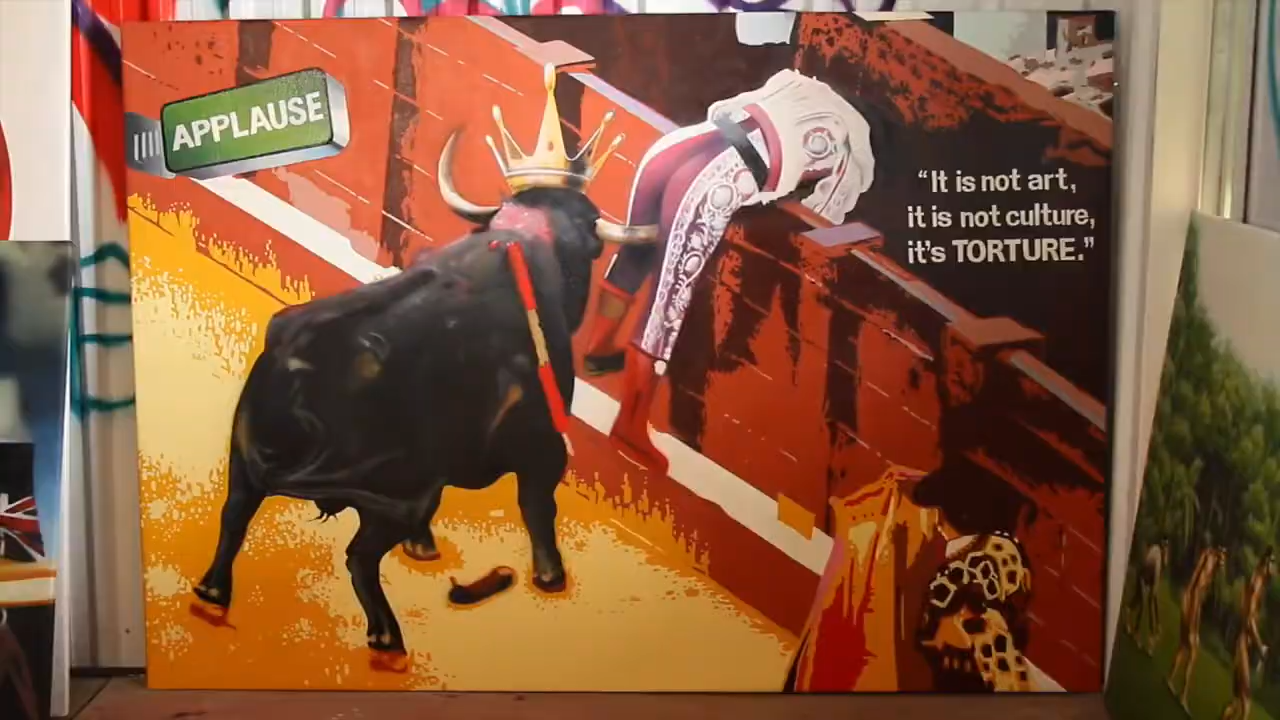 APPLAUSE
“It is not art,
it is not culture,
it's TORTURE.”